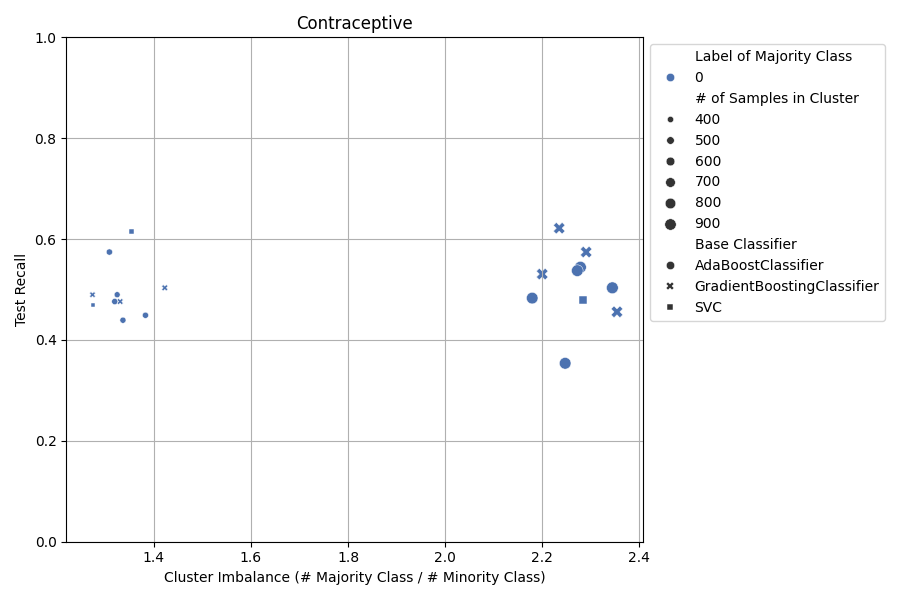 Contraceptive
Test Recall
1.0
0.8
0.6
0.4
0.2
0.0
1.4
1.6
1.8
2.0
2.2
2.4
Cluster Imbalance (# Majority Class / # Minority Class)
Label of Majority Class
0
# of Samples in Cluster
400
500
600
700
800
900
Base Classifier
AdaBoostClassifier
GradientBoostingClassifier
SVC